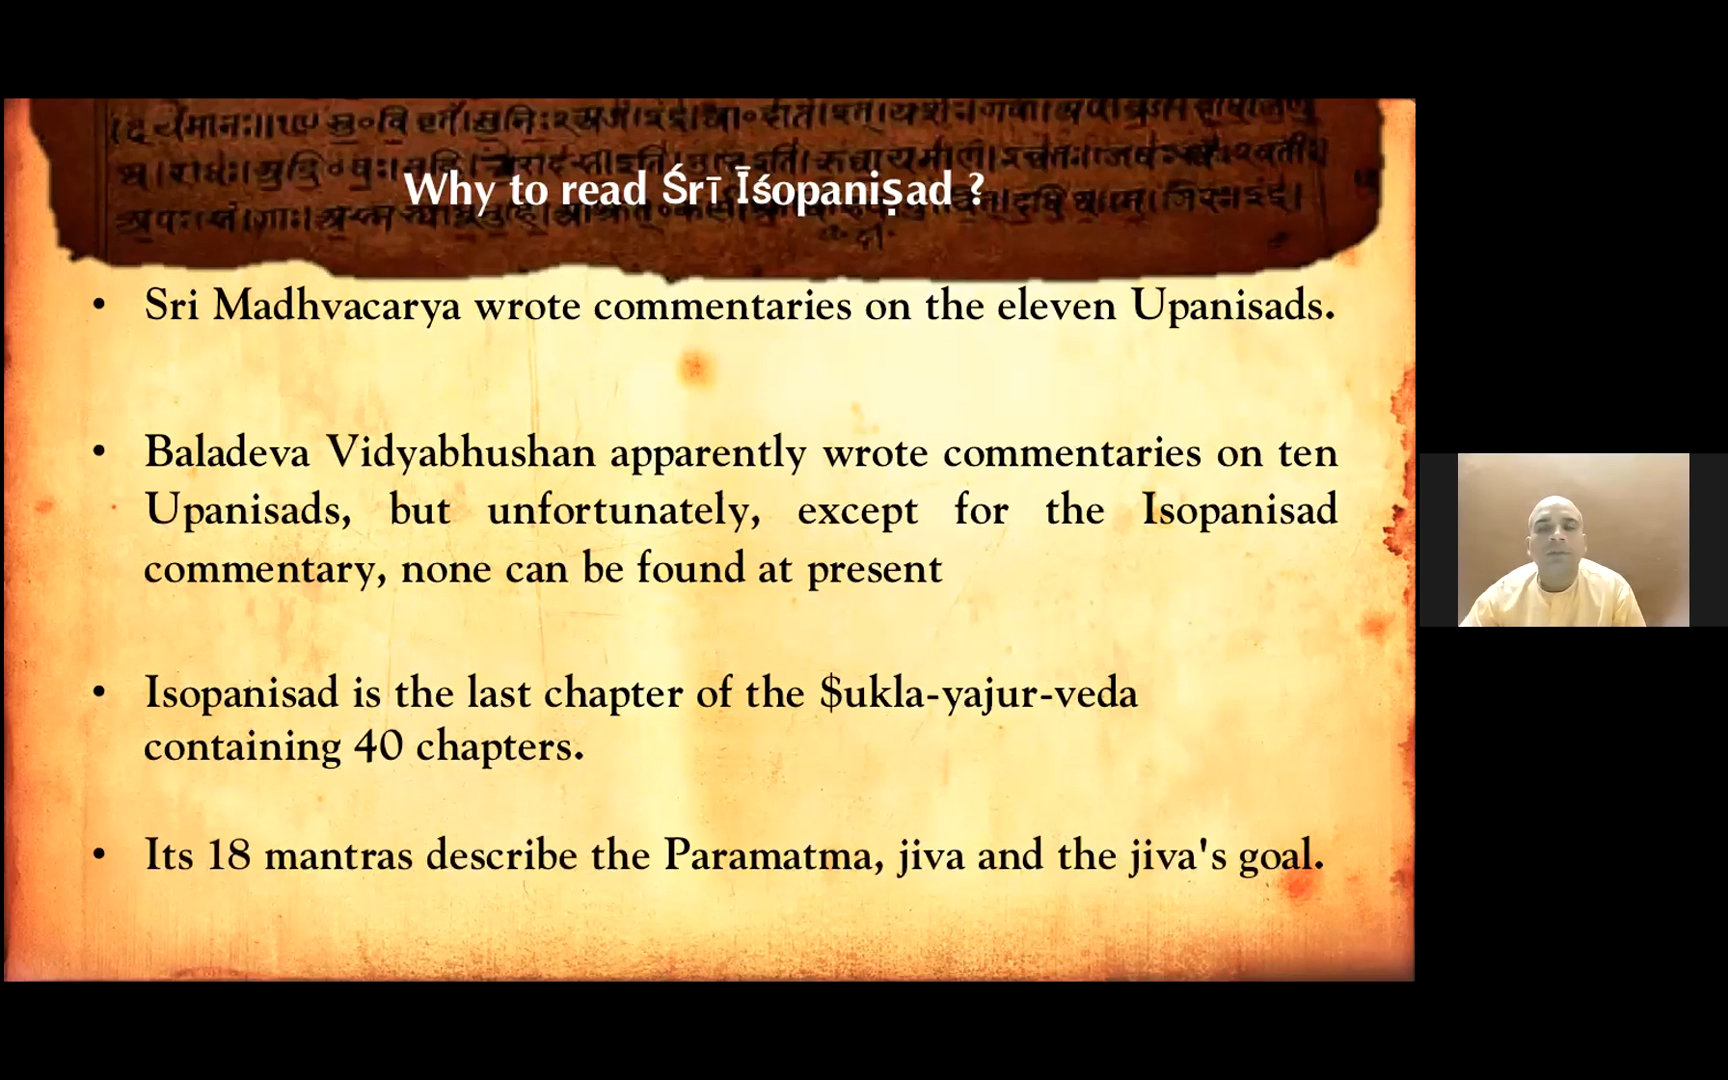 Why to read Śrī Īśopaniṣad ?
• Sri Madhvacarya wrote commentaries on the eleven Upanisads.
• Baladeva Vidyabhushan apparently wrote commentaries on ten
Upanisads, but unfortunately, except for the Isopanisad
commentary, none can be found at present
• Isopanisad is the last chapter of the $ukla-yajur-veda
containing 40 chapters.
• Its 18 mantras describe the Paramatma, jiva and the jiva's goal.